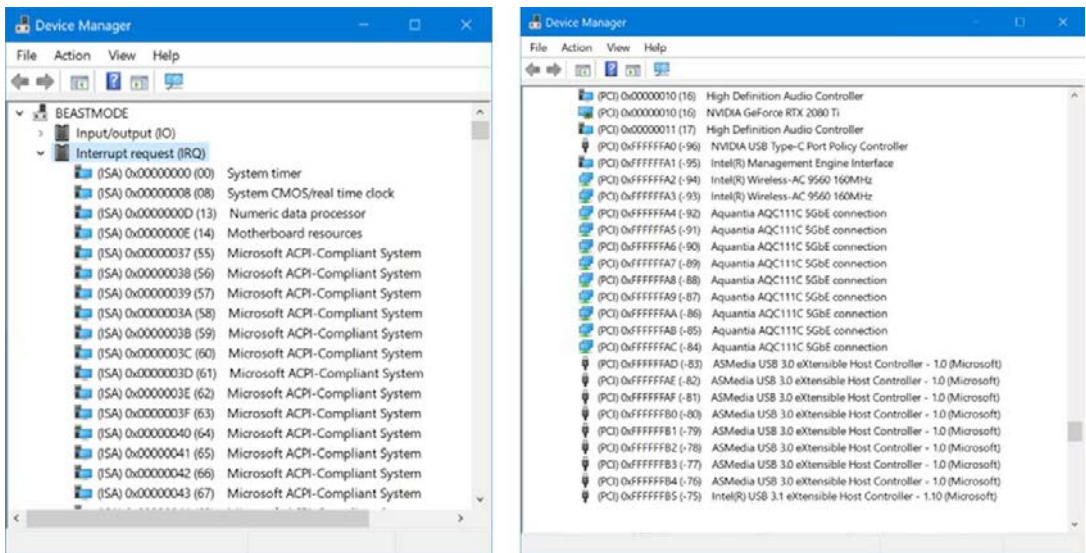 Device Manager
File Action View Help
BEASTMODE
Input/output (IO)
Interrupt request (IRQ)
(ISA) 0x00000000 (00) System timer
(ISA) 0x00000008 (08) System CMOS/real time clock
(ISA) 0x0000000D (13) Numeric data processor
(ISA) 0x0000000E (14) Motherboard resources
(ISA) 0x00000037 (55) Microsoft ACPI-Compliant System
(ISA) 0x00000038 (56) Microsoft ACPI-Compliant System
(ISA) 0x00000039 (57) Microsoft ACPI-Compliant System
(ISA) 0x0000003A (58) Microsoft ACPI-Compliant System
(ISA) 0x0000003B (59) Microsoft ACPI-Compliant System
(ISA) 0x0000003C (60) Microsoft ACPI-Compliant System
(ISA) 0x0000003D (61) Microsoft ACPI-Compliant System
(ISA) 0x0000003E (62) Microsoft ACPI-Compliant System
(ISA) 0x0000003F (63) Microsoft ACPI-Compliant System
(ISA) 0x00000040 (64) Microsoft ACPI-Compliant System
(ISA) 0x00000041 (65) Microsoft ACPI-Compliant System
(ISA) 0x00000042 (66) Microsoft ACPI-Compliant System
(ISA) 0x00000043 (67) Microsoft ACPI-Compliant System
Device Manager
File Action View Help
(PCI) 0x00000010 (16) High Definition Audio Controller
(PCI) 0x00000010 (16) NVIDIA GeForce RTX 2080 Ti
(PCI) 0x00000011 (17) High Definition Audio Controller
(PCI) 0xFFFFFFA0 (-96) NVIDIA USB Type-C Port Policy Controller
(PCI) 0xFFFFFFA1 (-95) Intel(R) Management Engine Interface
(PCI) 0xFFFFFFA2 (-94) Intel(R) Wireless-AC 9560 160MHz
(PCI) 0xFFFFFFA3 (-93) Intel(R) Wireless-AC 9560 160MHz
(PCI) 0xFFFFFFA4 (-92) Aquantia AQC111C 5GbE connection
(PCI) 0xFFFFFFA5 (-91) Aquantia AQC111C 5GbE connection
(PCI) 0xFFFFFFA6 (-90) Aquantia AQC111C 5GbE connection
(PCI) 0xFFFFFFA7 (-89) Aquantia AQC111C 5GbE connection
(PCI) 0xFFFFFFA8 (-88) Aquantia AQC111C 5GbE connection
(PCI) 0xFFFFFFA9 (-87) Aquantia AQC111C 5GbE connection
(PCI) 0xFFFFFFAA (-86) Aquantia AQC111C 5GbE connection
(PCI) 0xFFFFFFAB (-85) Aquantia AQC111C 5GbE connection
(PCI) 0xFFFFFFAC (-84) Aquantia AQC111C 5GbE connection
(PCI) 0xFFFFFFAD (-83) ASMedia USB 3.0 eXtensible Host Controller - 1.0 (Microsoft)
(PCI) 0xFFFFFFAE (-82) ASMedia USB 3.0 eXtensible Host Controller - 1.0 (Microsoft)
(PCI) 0xFFFFFFAF (-81) ASMedia USB 3.0 eXtensible Host Controller - 1.0 (Microsoft)
(PCI) 0xFFFFFFB0 (-80) ASMedia USB 3.0 eXtensible Host Controller - 1.0 (Microsoft)
(PCI) 0xFFFFFFB1 (-79) ASMedia USB 3.0 eXtensible Host Controller - 1.0 (Microsoft)
(PCI) 0xFFFFFFB2 (-78) ASMedia USB 3.0 eXtensible Host Controller - 1.0 (Microsoft)
(PCI) 0xFFFFFFB3 (-77) ASMedia USB 3.0 eXtensible Host Controller - 1.0 (Microsoft)
(PCI) 0xFFFFFFB4 (-76) ASMedia USB 3.0 eXtensible Host Controller - 1.0 (Microsoft)
(PCI) 0xFFFFFFB5 (-75) Intel(R) USB 3.1 eXtensible Host Controller - 1.10 (Microsoft)